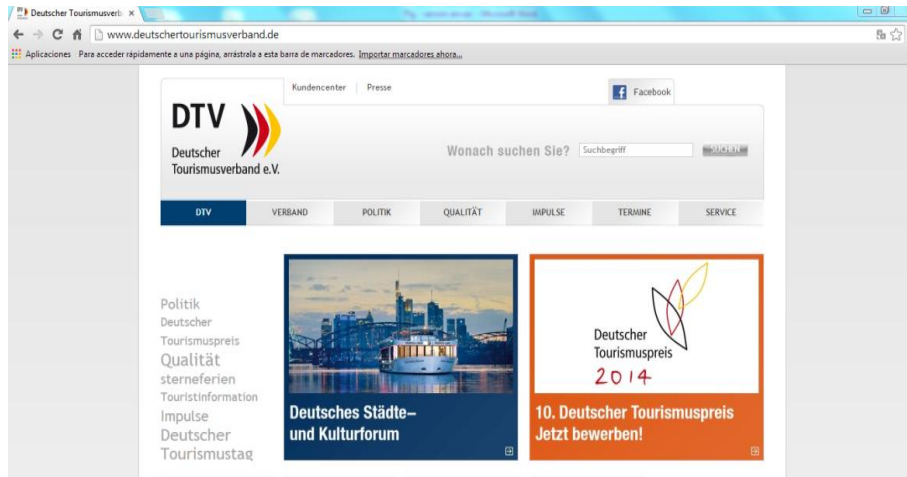 Deutscher Tourismusverb
www.deutschertourismusverband.de
Aplicaciones Para acceder rápidamente a una página, arrástrala a esta barra de marcadores. Importar marcadores ahora...
Kundencenter Presse
Facebook
DTV
Deutscher
Tourismusverband e.V.
Wonach suchen Sie? Suchbegriff SUCHEN
DTV VERBAND POLITIK QUALITÄT IMPULSE TERMINE SERVICE
Politik
Deutscher
Tourismuspreis
Qualität
sterneferien
Touristinformation
Impulse
Deutscher
Tourismustag
Deutsches Städte–
und Kulturforum
Deutscher
Tourismuspreis
2014
10. Deutscher Tourismuspreis
Jetzt bewerben!